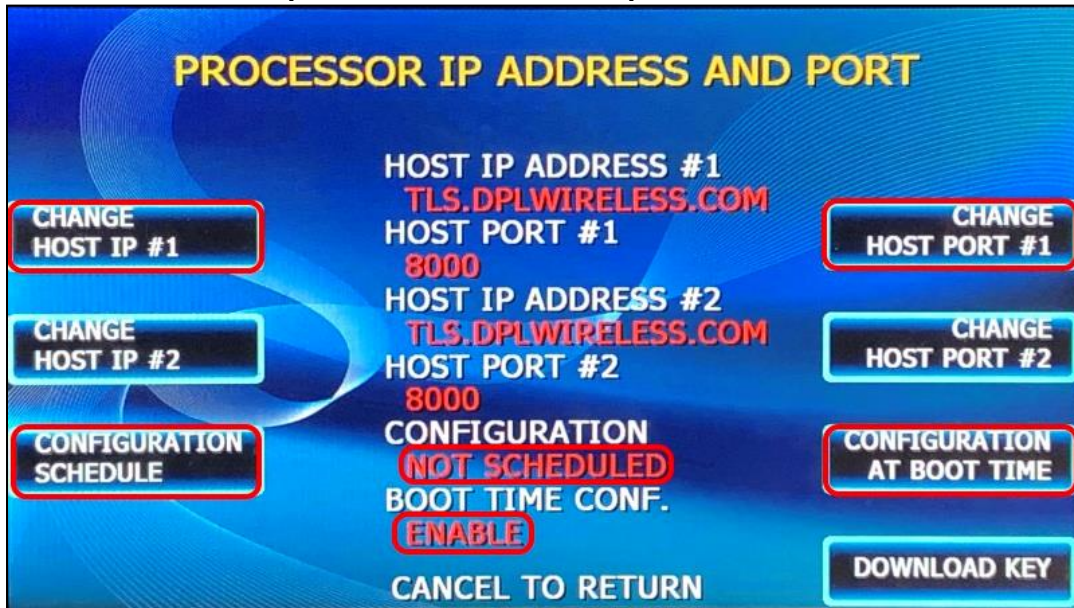 PROCESSOR IP ADDRESS AND PORT
HOST IP ADDRESS #1
TLS.DPLWIRELESS.COM
CHANGE
HOST IP #1
HOST PORT #1
8000
CHANGE
HOST PORT #1
HOST IP ADDRESS #2
TLS.DPLWIRELESS.COM
CHANGE
HOST IP #2
HOST PORT #2
8000
CHANGE
HOST PORT #2
CONFIGURATION
SCHEDULE
CONFIGURATION
NOT SCHEDULED
CONFIGURATION
AT BOOT TIME
BOOT TIME CONF.
ENABLE
CANCEL TO RETURN
DOWNLOAD KEY